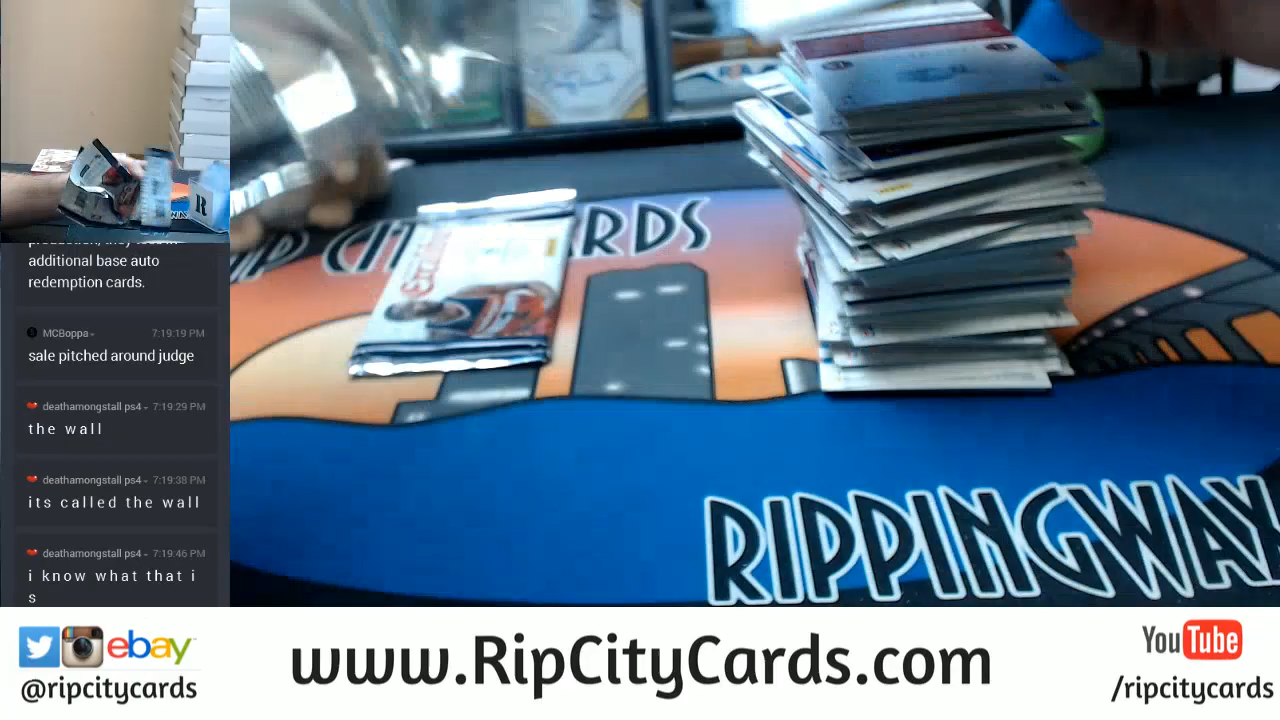 additional base auto
redemption cards.
MCBoppa 7:19:19 PM
sale pitched around judge
deathamongstall ps4 7:19:29 PM
the wall
deathamongstall ps4 7:19:38 PM
its called the wall
deathamongstall ps4 7:19:46 PM
i know what that i
s
R
RIPPINGWAX
ebay
@ripcitycards
www.RipCityCards.com
YouTube
/ripcitycards